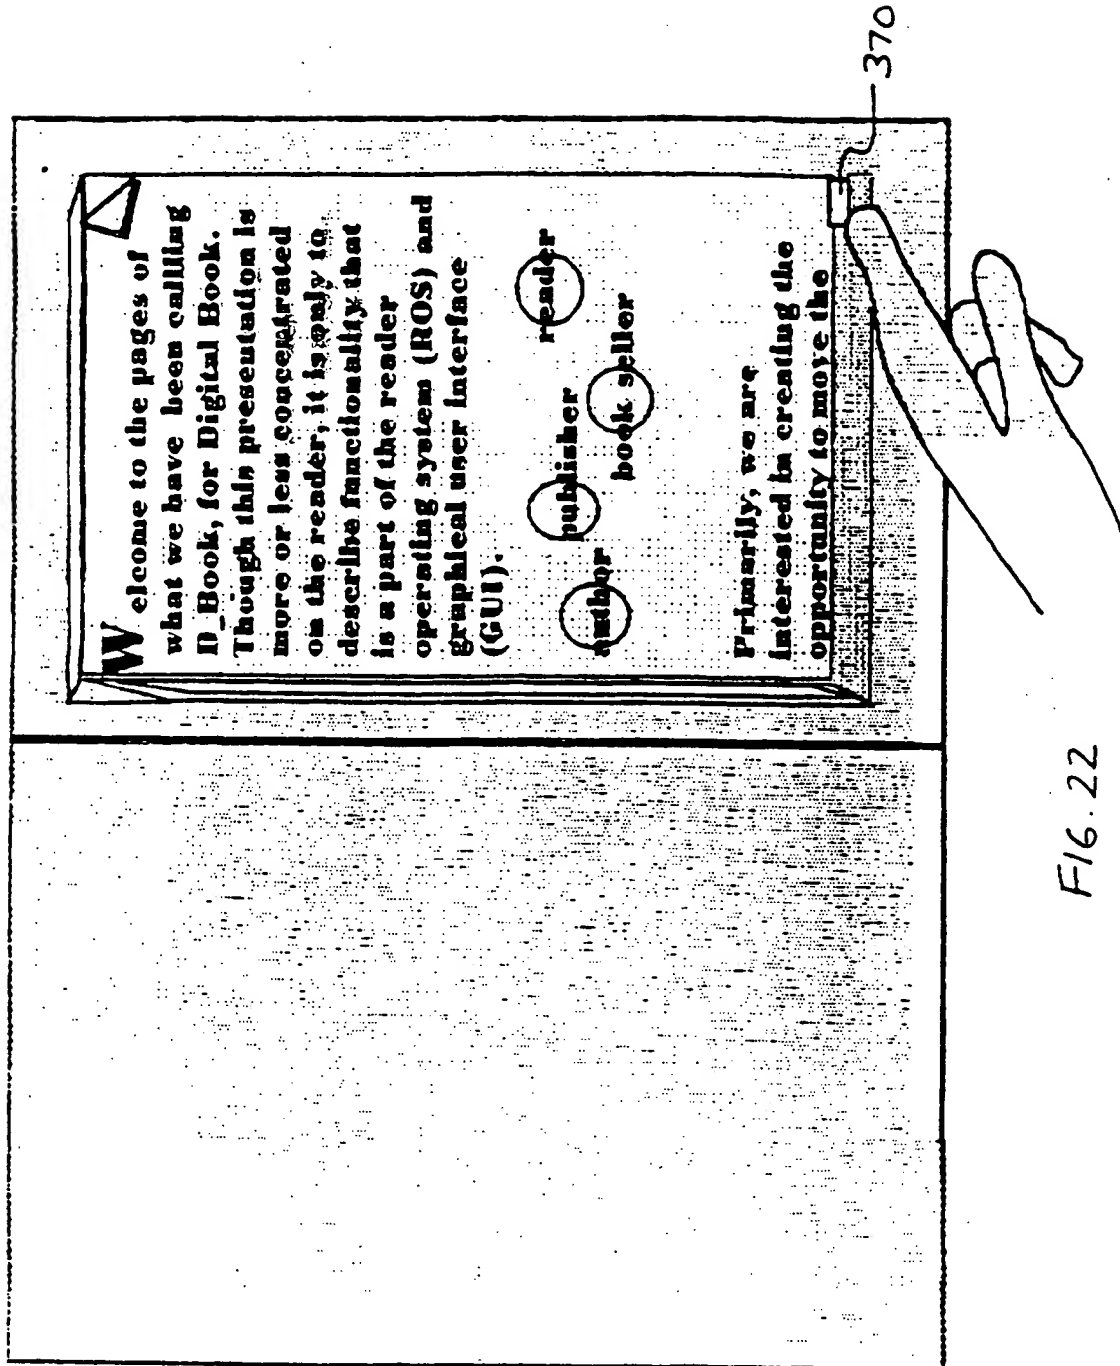 Welcome to the pages of
what we have been callling
D_Book, for Digital Book.
Though this presentation is
more or less concentrated
on the reader, it is only to
describe functionality that
is a part of the reader
operating system (ROS) and
graphical user interface
(GUI).
author
publisher
book seller
reader
Primarily, we are
interested in creating the
opportunity to move the
370
FIG. 22